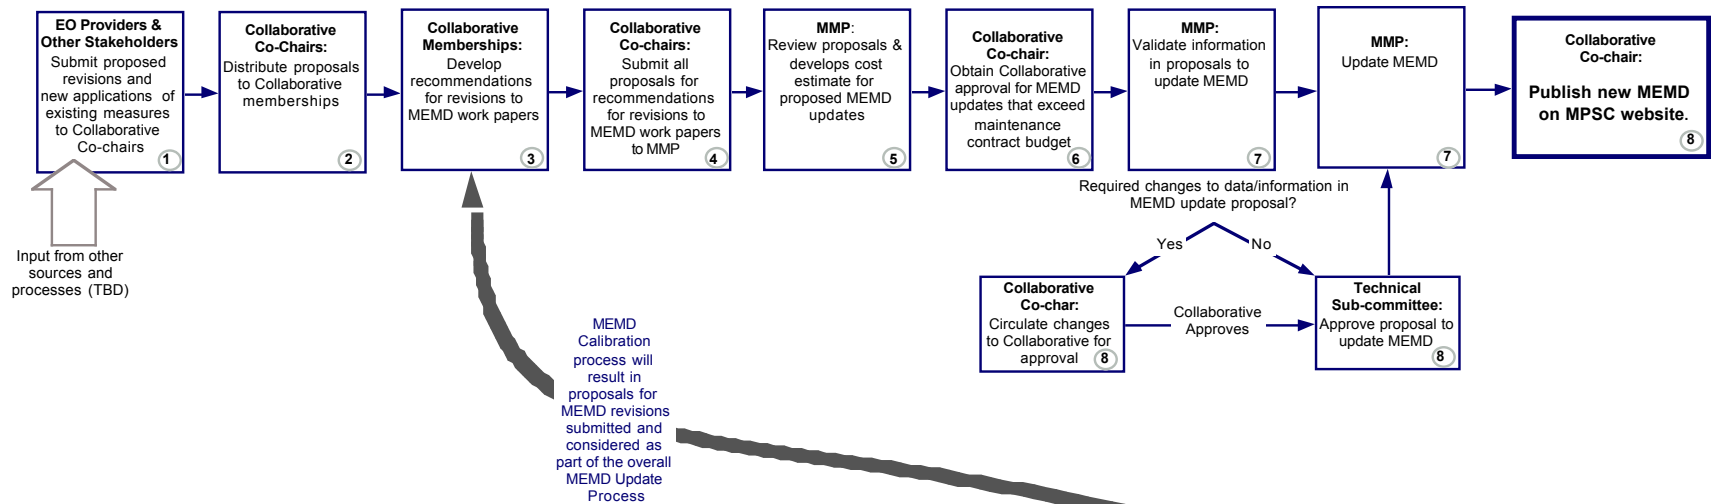 EO Providers &
Other Stakeholders
Submit proposed
revisions and
new applications of
existing measures
to Collaborative
Co-chairs
1
Collaborative
Co-Chairs:
Distribute proposals
to Collaborative
memberships
2
Collaborative
Memberships:
Develop
recommendations
for revisions to
MEMD work papers
3
Collaborative
Co-chairs:
Submit all
proposals for
recommendations
for revisions to
MEMD work papers
to MMP
4
MMP:
Review proposals &
develops cost
estimate for
proposed MEMD
updates
5
Collaborative
Co-chair:
Obtain Collaborative
approval for MEMD
updates that exceed
maintenance
contract budget
6
MMP:
Validate information
in proposals to
update MEMD
7
MMP:
Update MEMD
7
Collaborative
Co-chair:
Publish new MEMD
on MPSC website.
8
Input from other
sources and
processes (TBD)
Required changes to data/information in
MEMD update proposal?
Yes
No
Collaborative
Co-char:
Circulate changes
to Collaborative for
approval
8
Collaborative
Approves
Technical
Sub-committee:
Approve proposal to
update MEMD
8
MEMD
Calibration
process will
result in
proposals for
MEMD revisions
submitted and
considered as
part of the overall
MEMD Update
Process